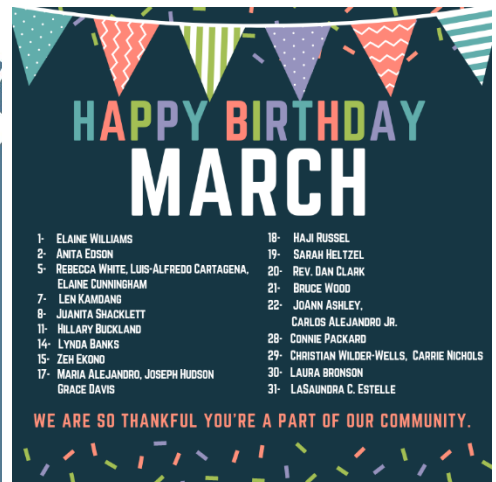 HAPPY BIRTHDAY
MARCH
1- ELAINE WILLIAMS
2- ANITA EDSON
5- REBECCA WHITE, LUIS-ALFREDO CARTAGENA,
ELAINE CUNNINGHAM
7- LEN KAMDANG
8- JUANITA SHACKLETT
11- HILLARY BUCKLAND
14- LYNDA BANKS
15- ZEH EKONO
17- MARIA ALEJANDRO, JOSEPH HUDSON
GRACE DAVIS
18- HAJI RUSSEL
19- SARAH HELTZEL
20- REV. DAN CLARK
21- BRUCE WOOD
22- JOANN ASHLEY,
CARLOS ALEJANDRO JR.
28- CONNIE PACKARD
29- CHRISTIAN WILDER-WELLS, CARRIE NICHOLS
30- LAURA BRONSON
31- LASAUNDRA C. ESTELLE
WE ARE SO THANKFUL YOU'RE A PART OF OUR COMMUNITY.